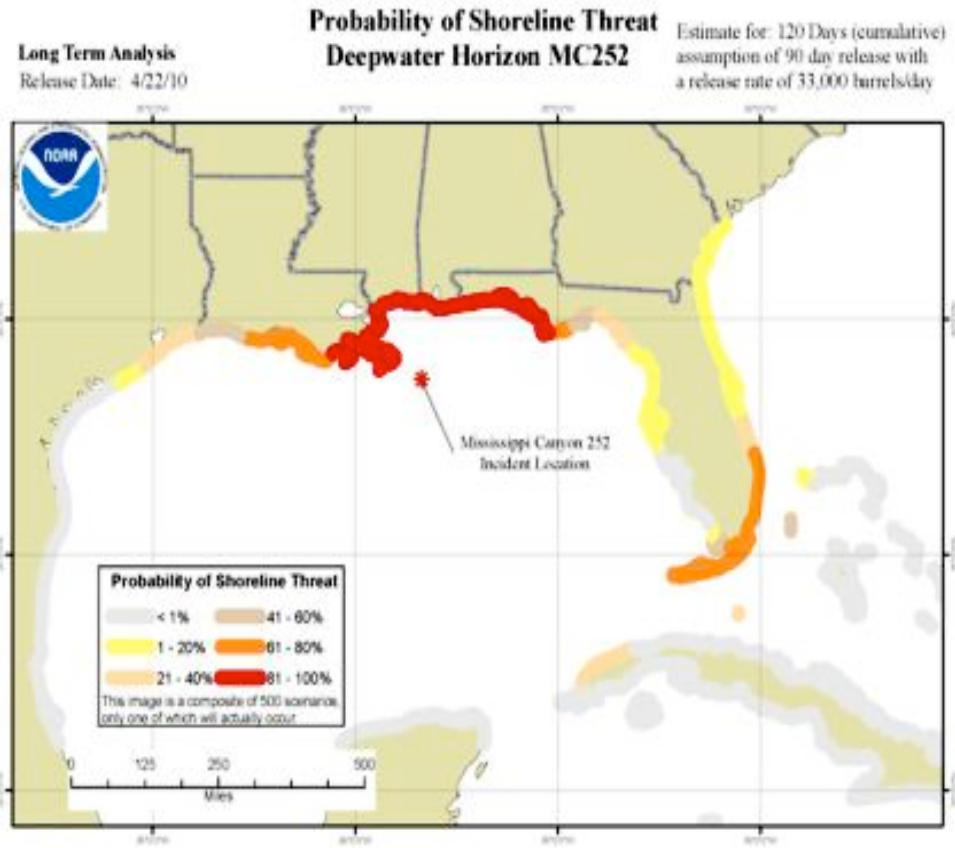 Probability of Shoreline Threat
Deepwater Horizon MC252
Long Term Analysis
Release Date: 4/22/10
Estimate for: 120 Days (cumulative)
assumption of 90 day release with
a release rate of 33,000 barrels/day
NOAA
Mississippi Canyon 252
Incident Location
Probability of Shoreline Threat
< 1%
41 - 60%
1 - 20%
61 - 80%
21 - 40%
81 - 100%
This image is a composite of 500 scenarios,
only one of which will actually occur
0 125 250 500
Miles